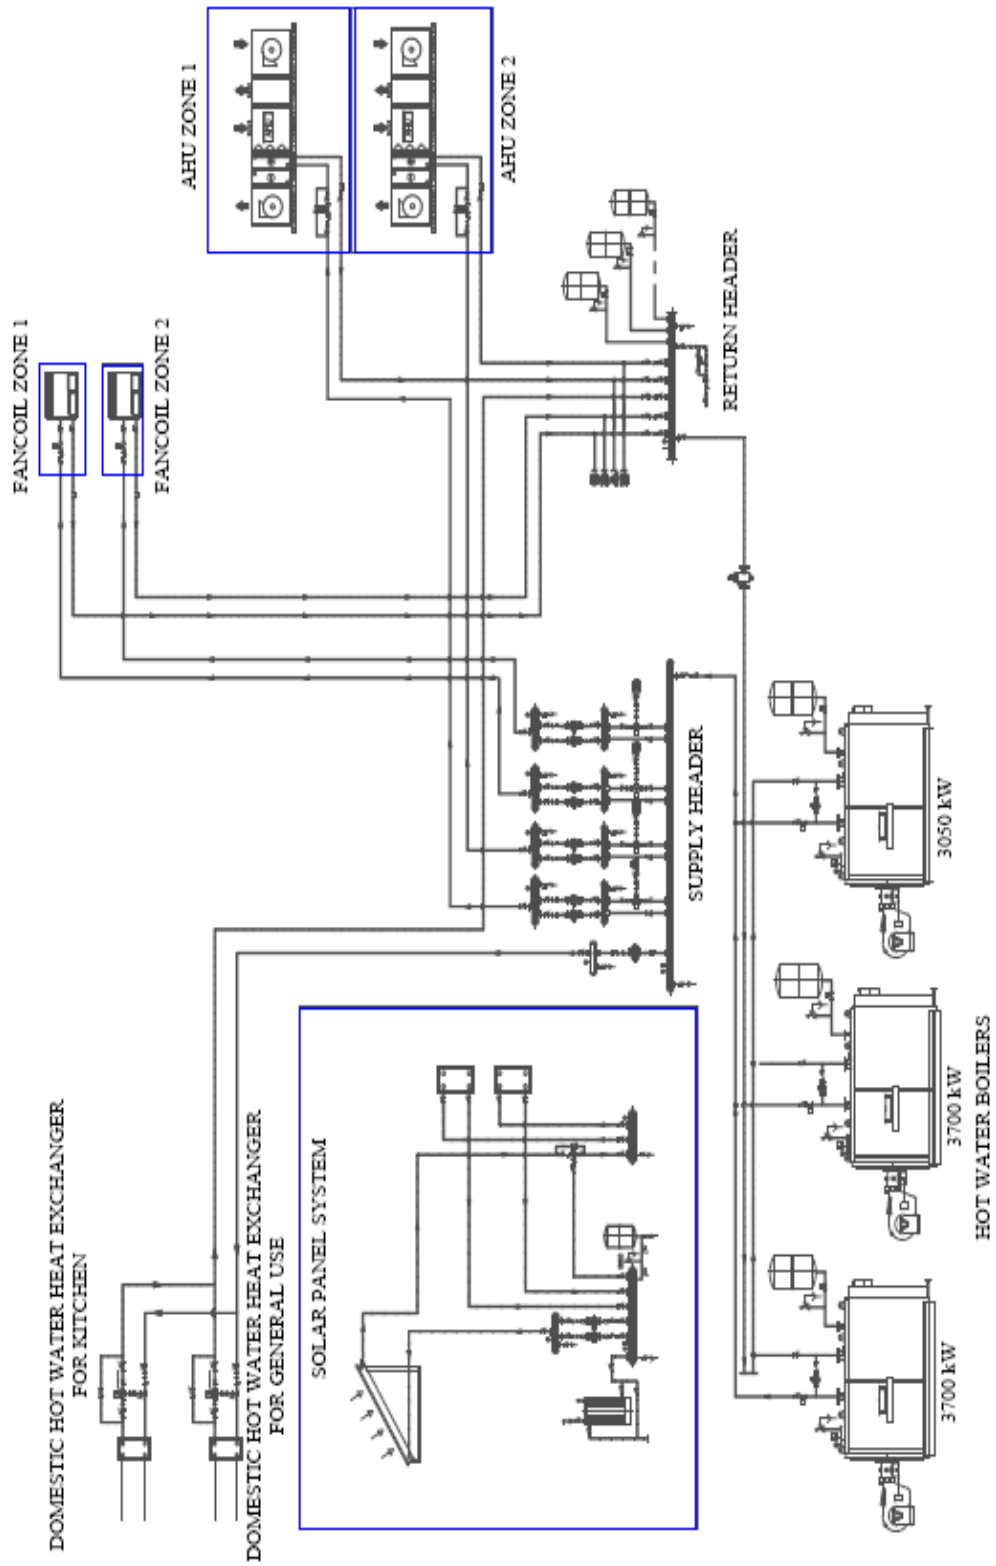 DOMESTIC HOT WATER HEAT EXCHANGER
FOR KITCHEN
DOMESTIC HOT WATER HEAT EXCHANGER
FOR GENERAL USE
FANCOIL ZONE 1
FANCOIL ZONE 2
AHU ZONE 1
AHU
AHU ZONE 2
AHU
SOLAR PANEL SYSTEM
SUPPLY HEADER
RETURN HEADER
3700 kW
3700 kW
3050 kW
HOT WATER BOILERS